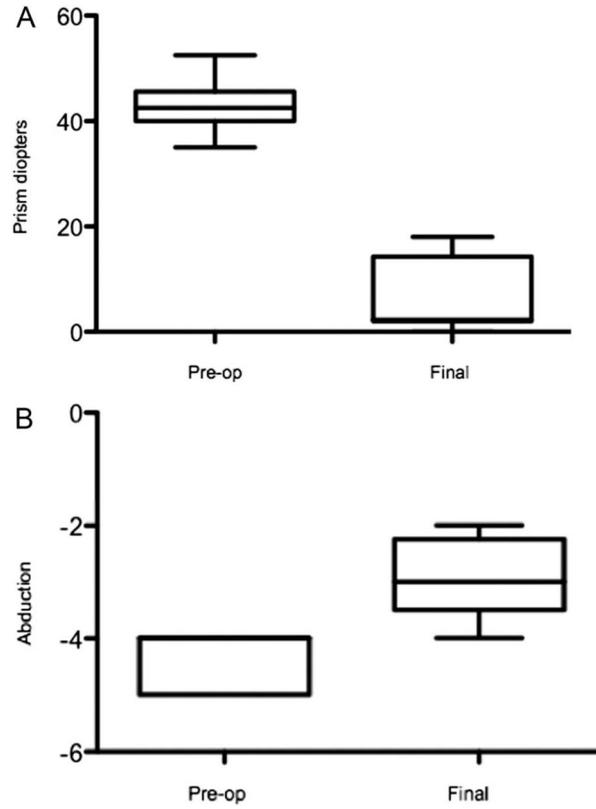 A
60
40
20
0
Prism diopters
Pre-op Final
B
0
-2
-4
-6
Abduction
Pre-op Final